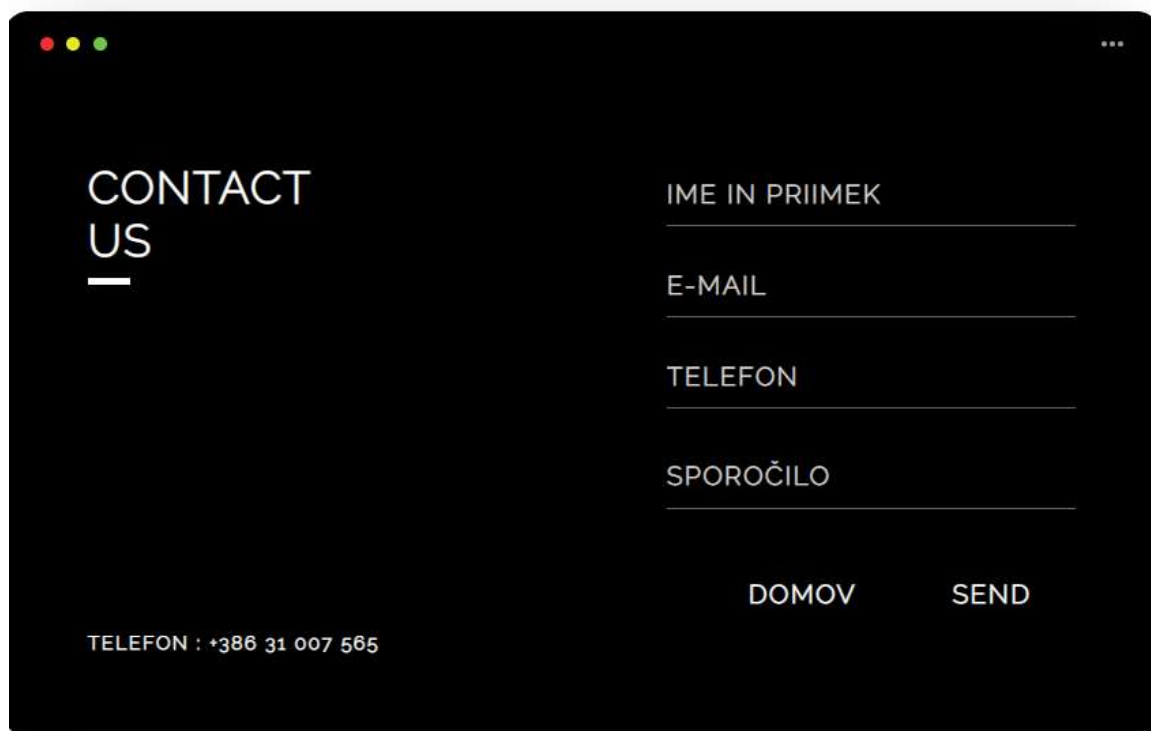 CONTACT
US
IME IN PRIIMEK
E-MAIL
TELEFON
SPOROČILO
DOMOV SEND
TELEFON : +386 31 007 565